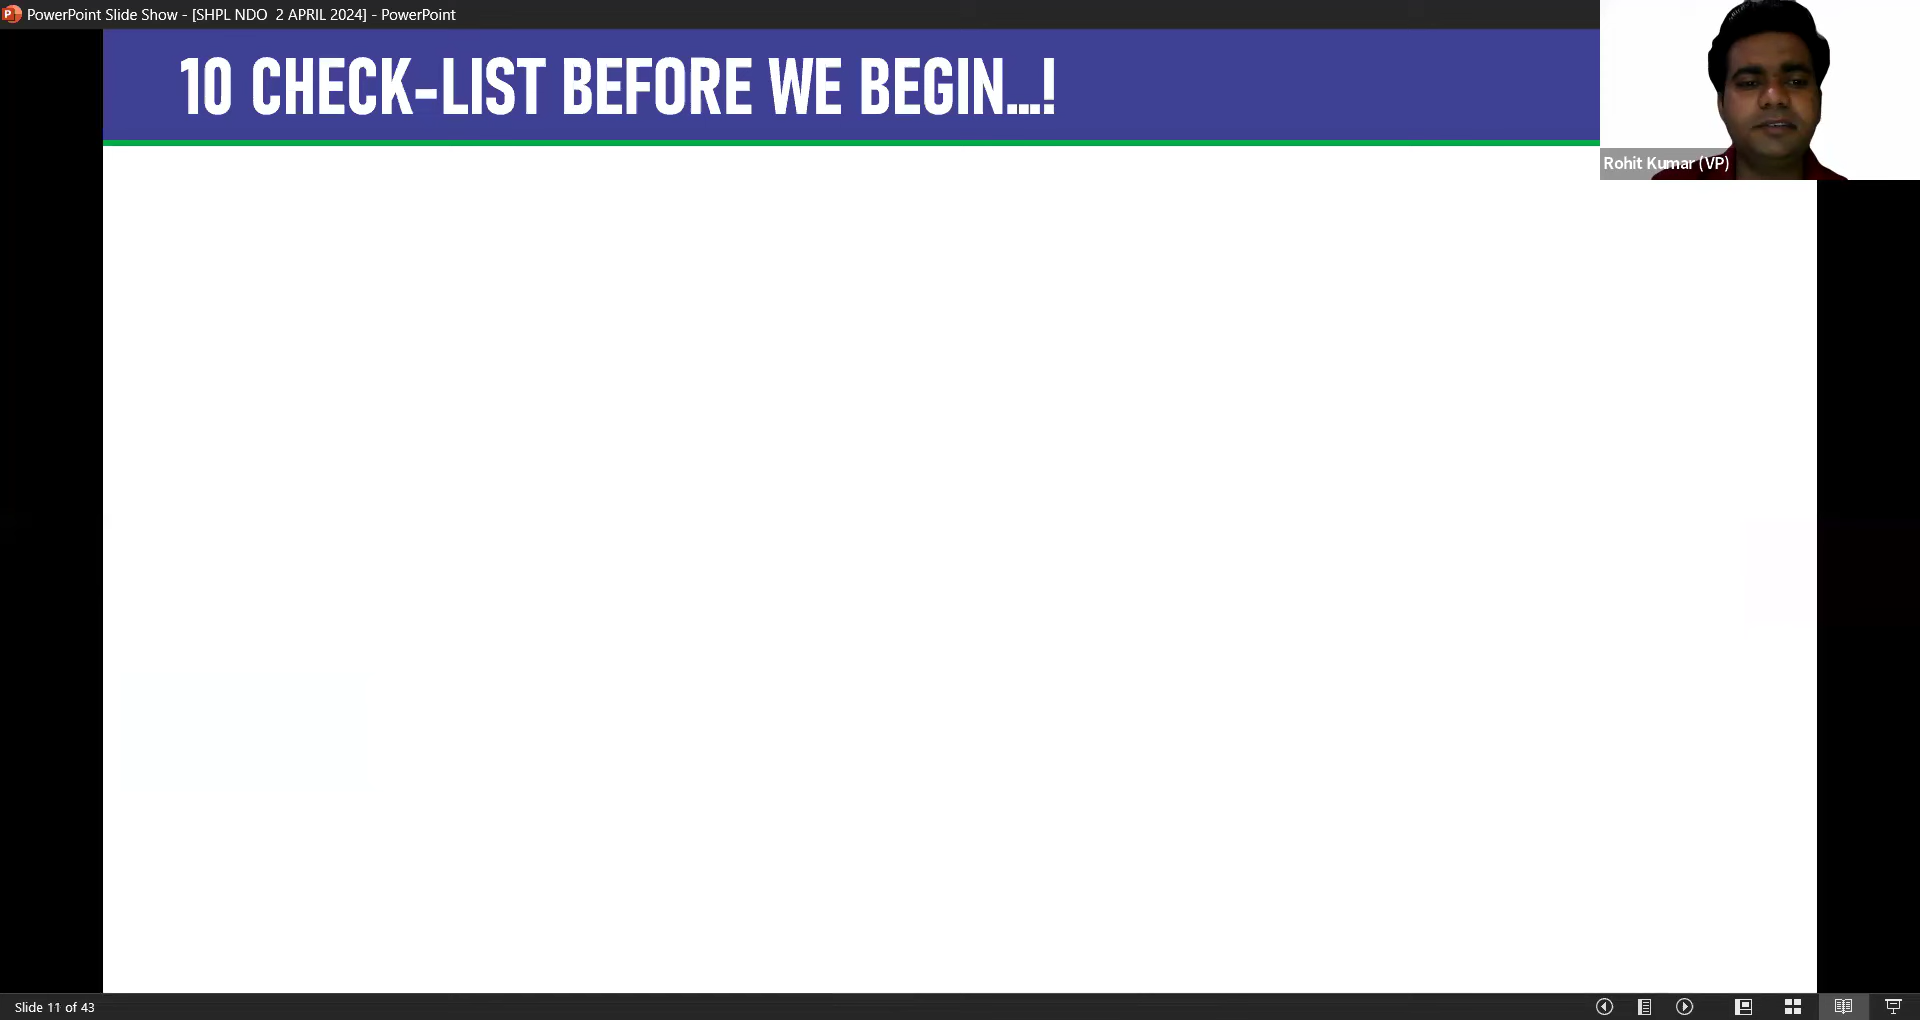 PowerPoint Slide Show - [SHPL NDO  2 APRIL 2024] - PowerPoint
10 CHECK-LIST BEFORE WE BEGIN...!
Rohit Kumar (VP)
Slide 11 of 43